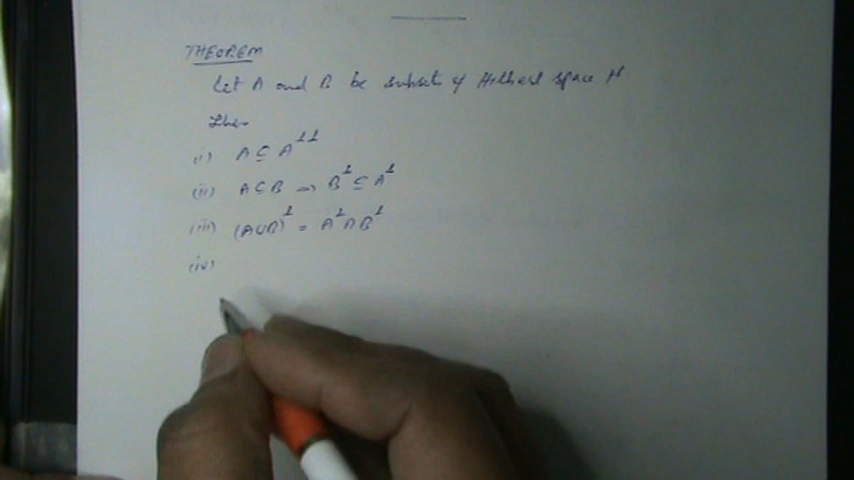 THEOREM
Let A and B be subsets of Hilbert space H
Then
(i) A ⊆ A^⊥⊥
(ii) A ⊆ B ⇒ B^⊥ ⊆ A^⊥
(iii) (A∪B)^⊥ = A^⊥ ∩ B^⊥
(iv)